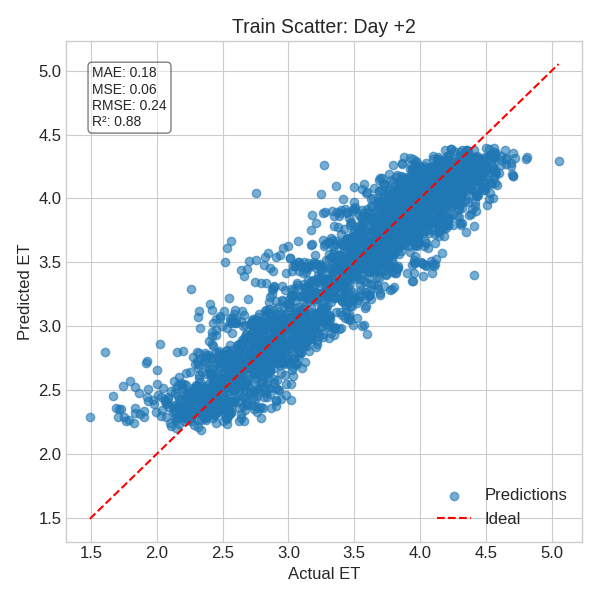 Train Scatter: Day +2
MAE: 0.18
MSE: 0.06
RMSE: 0.24
R²: 0.88
Predicted ET
5.0
4.5
4.0
3.5
3.0
2.5
2.0
1.5
Predictions
Ideal
1.5 2.0 2.5 3.0 3.5 4.0 4.5 5.0
Actual ET